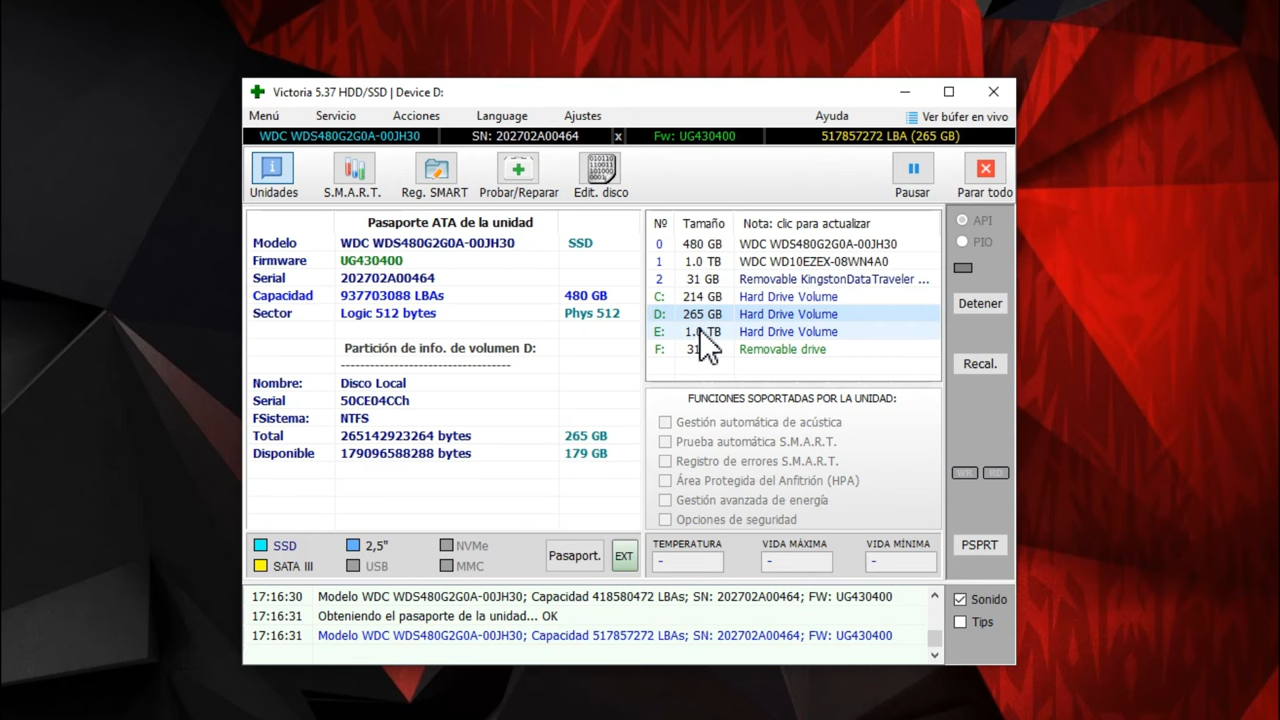 Victoria 5.37 HDD/SSD | Device D:
Menú Servicio Acciones Language Ajustes Ayuda Ver búfer en vivo
WDC WDS480G2G0A-00JH30 SN: 202702A00464 x Fw: UG430400 517857272 LBA (265 GB)
Unidades S.M.A.R.T. Reg. SMART Probar/Reparar Edit. disco Pausar Parar todo
Pasaporte ATA de la unidad
Modelo WDC WDS480G2G0A-00JH30 SSD
Firmware UG430400
Serial 202702A00464
Capacidad 937703088 LBAs 480 GB
Sector Logic 512 bytes Phys 512
Partición de info. de volumen D:
----------------------------------
Nombre: Disco Local
Serial 50CE04CCh
FSistema: NTFS
Total 265142923264 bytes 265 GB
Disponible 179096588288 bytes 179 GB
Nº Tamaño Nota: clic para actualizar
0 480 GB WDC WDS480G2G0A-00JH30
1 1.0 TB WDC WD10EZEX-08WN4A0
2 31 GB Removable KingstonDataTraveler ...
C: 214 GB Hard Drive Volume
D: 265 GB Hard Drive Volume
E: 1.0 TB Hard Drive Volume
F: 31 Removable drive
FUNCIONES SOPORTADAS POR LA UNIDAD:
Gestión automática de acústica
Prueba automática S.M.A.R.T.
Registro de errores S.M.A.R.T.
Área Protegida del Anfitrión (HPA)
Gestión avanzada de energía
Opciones de seguridad
API
PIO
Detener
Recal.
WR RD
PSPRT
SSD 2,5" NVMe
SATA III USB MMC
Pasaport. EXT
TEMPERATURA VIDA MÁXIMA VIDA MÍNIMA
- - -
17:16:30 Modelo WDC WDS480G2G0A-00JH30; Capacidad 418580472 LBAs; SN: 202702A00464; FW: UG430400
17:16:31 Obteniendo el pasaporte de la unidad... OK
17:16:31 Modelo WDC WDS480G2G0A-00JH30; Capacidad 517857272 LBAs; SN: 202702A00464; FW: UG430400
Sonido
Tips